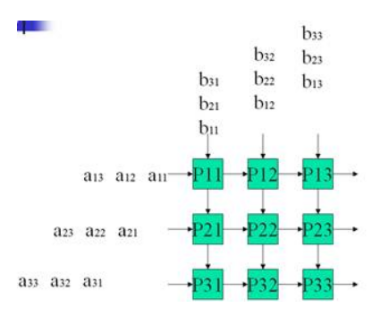 b33
b32 b23
b31 b22 b13
b21 b12
b11
a13 a12 a11 P11 P12 P13
a23 a22 a21 P21 P22 P23
a33 a32 a31 P31 P32 P33